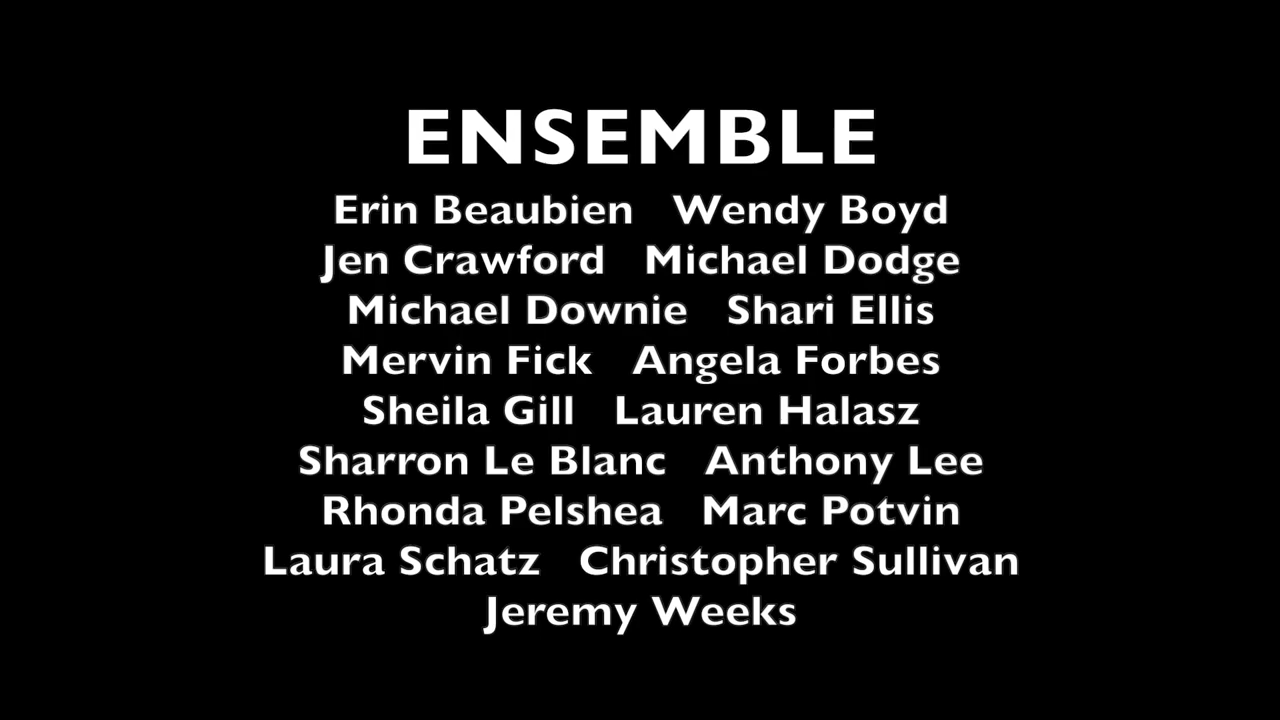 ENSEMBLE
Erin Beaubien Wendy Boyd
Jen Crawford Michael Dodge
Michael Downie Shari Ellis
Mervin Fick Angela Forbes
Sheila Gill Lauren Halasz
Sharron Le Blanc Anthony Lee
Rhonda Pelshea Marc Potvin
Laura Schatz Christopher Sullivan
Jeremy Weeks